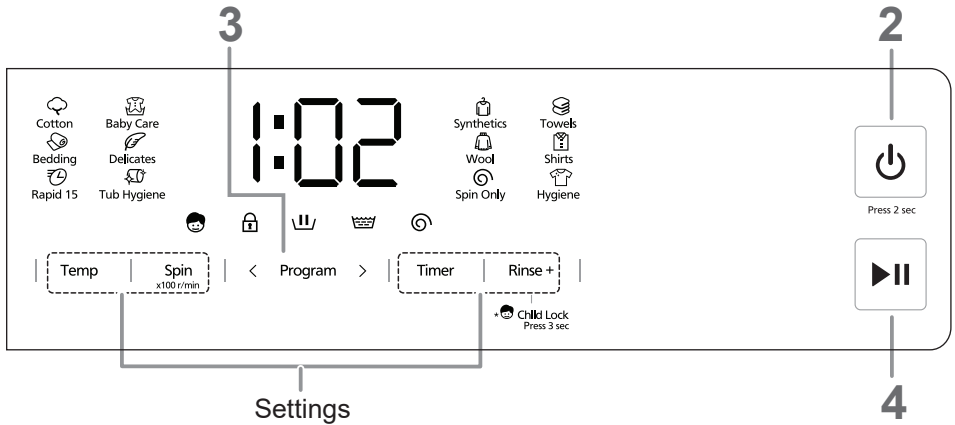 3
2
Cotton
Baby Care
Bedding
Delicates
Rapid 15
Tub Hygiene
1:02
Synthetics
Towels
Wool
Shirts
Spin Only
Hygiene
Press 2 sec
Temp
Spin
x100 r/min
< Program >
Timer
Rinse +
* Child Lock
Press 3 sec
Settings
4